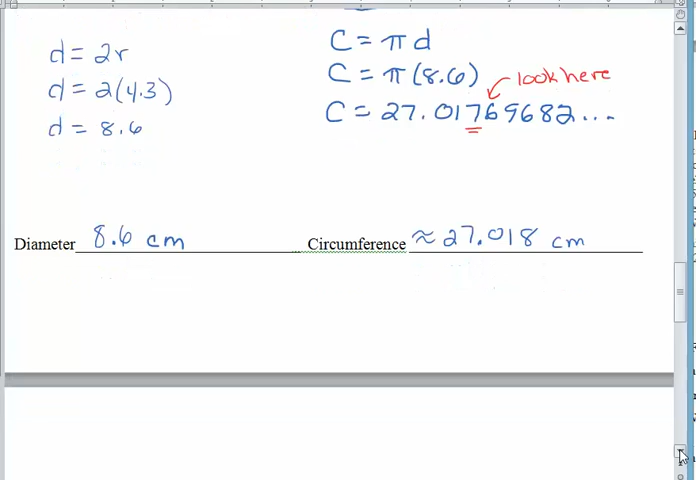 d = 2r
d = 2(4.3)
d = 8.6
C = π d
C = π (8.6)
look here
C = 27.01769682...
Diameter 8.6 cm
Circumference ≈ 27.018 cm